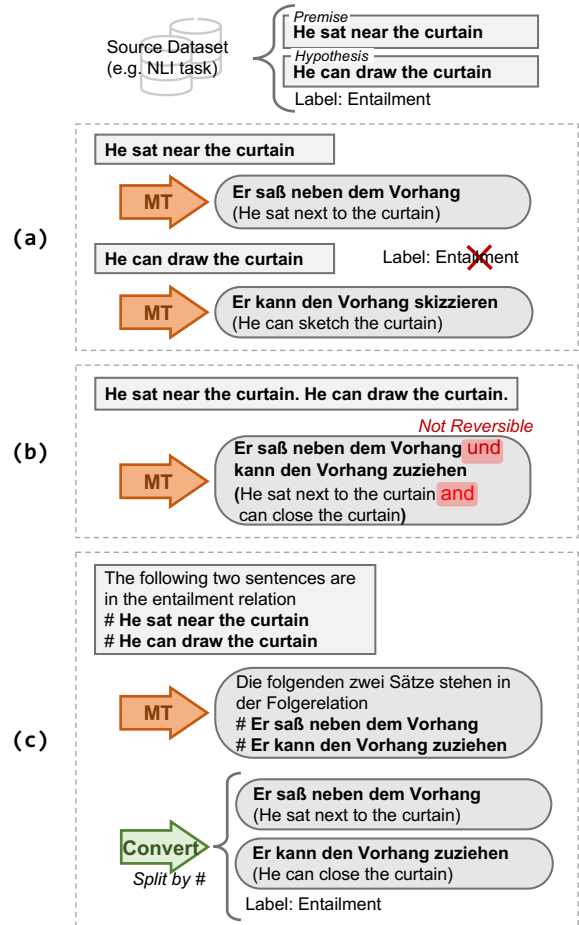 Source Dataset
(e.g. NLI task)
Premise
He sat near the curtain
Hypothesis
He can draw the curtain
Label: Entailment
(a)
He sat near the curtain
MT
Er saß neben dem Vorhang
(He sat next to the curtain)
He can draw the curtain
Label: Entailment
MT
Er kann den Vorhang skizzieren
(He can sketch the curtain)
(b)
He sat near the curtain. He can draw the curtain.
Not Reversible
MT
Er saß neben dem Vorhang und
kann den Vorhang zuziehen
(He sat next to the curtain and
can close the curtain)
(c)
The following two sentences are
in the entailment relation
# He sat near the curtain
# He can draw the curtain
MT
Die folgenden zwei Sätze stehen in
der Folgerelation
# Er saß neben dem Vorhang
# Er kann den Vorhang zuziehen
Convert
Split by #
Er saß neben dem Vorhang
(He sat next to the curtain)
Er kann den Vorhang zuziehen
(He can close the curtain)
Label: Entailment